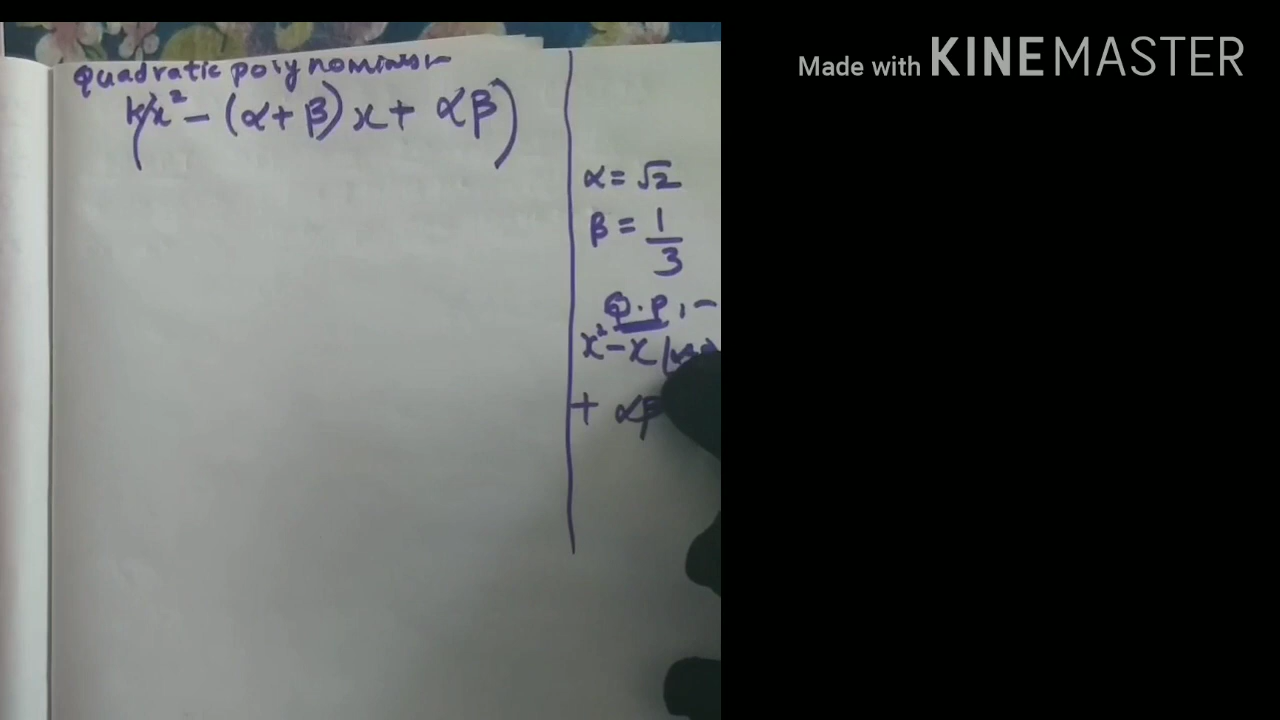 Quadratic polynomial :-
k(x² - (α + β) x + αβ)
α = √2
β = 1/3
Q.P. :-
x² - x (
+ αβ
Made with KINEMASTER